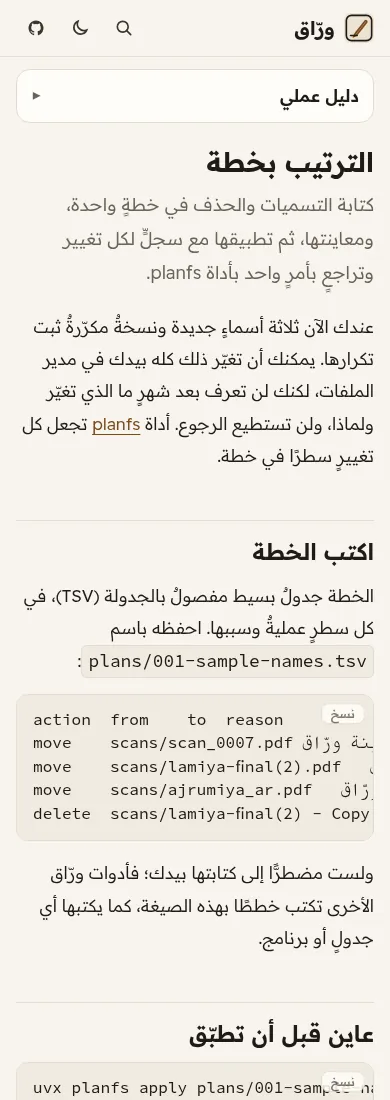 ورّاق
دليل عملي
الترتيب بخطة
كتابة التسميات والحذف في خطةٍ واحدة،
ومعاينتها، ثم تطبيقها مع سجلٍّ لكل تغيير
وتراجعٍ بأمرٍ واحد بأداة planfs.
عندك الآن ثلاثة أسماءٍ جديدة ونسخةٌ مكرّرةٌ ثبت
تكرارها. يمكنك أن تغيّر ذلك كله بيدك في مدير
الملفات، لكنك لن تعرف بعد شهرٍ ما الذي تغيّر
ولماذا، ولن تستطيع الرجوع. أداة planfs تجعل كل
تغييرٍ سطرًا في خطة.
اكتب الخطة
الخطة جدولٌ بسيط مفصولٌ بالجدولة (TSV)، في
كل سطرٍ عمليةٌ وسببها. احفظه باسم
plans/001-sample-names.tsv:
نسخ
action from to reason
move scans/scan_0007.pdf ورّاق
move scans/lamiya-final(2).pdf
move scans/ajrumiya_ar.pdf
delete scans/lamiya-final(2) - Copy
ولست مضطرًّا إلى كتابتها بيدك؛ فأدوات ورّاق
الأخرى تكتب خططًا بهذه الصيغة، كما يكتبها أي
جدولٍ أو برنامج.
عاين قبل أن تطبّق
نسخ
uvx planfs apply